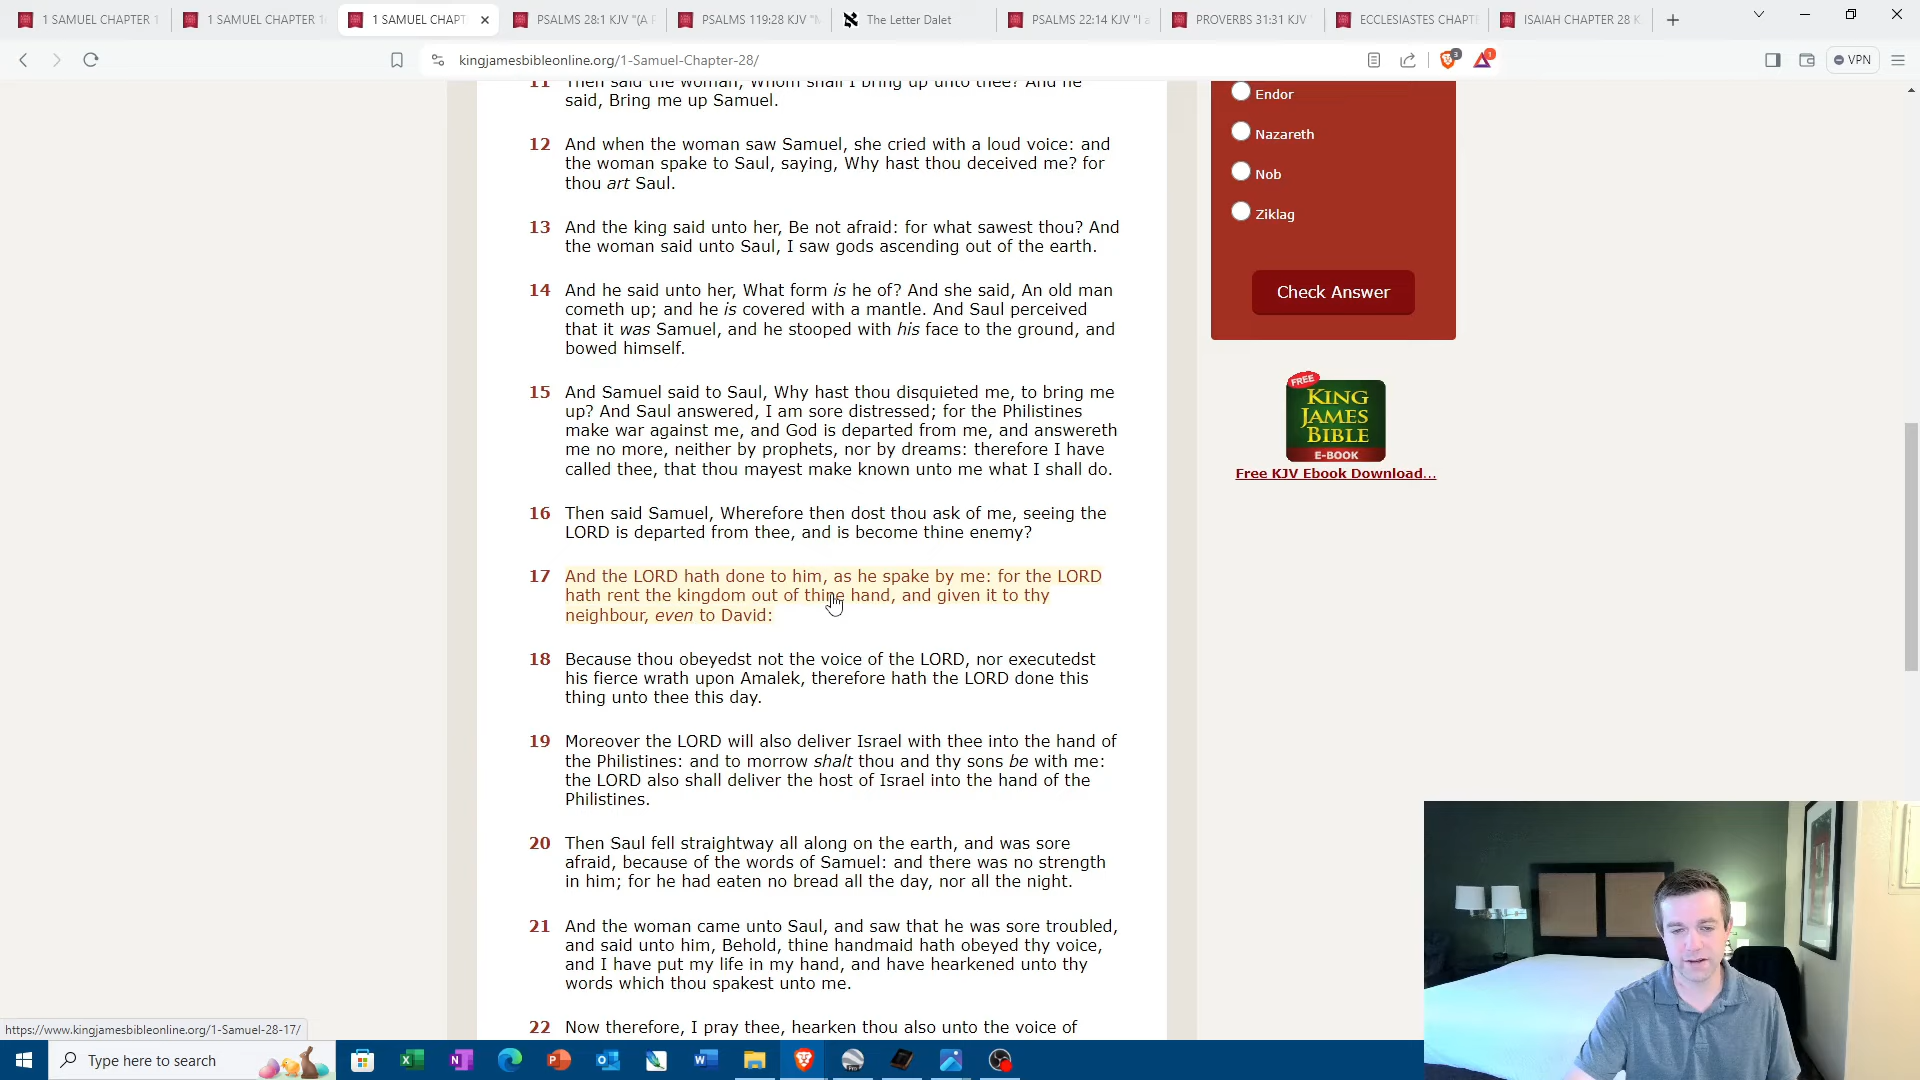 1 SAMUEL CHAPTER 1
1 SAMUEL CHAPTER 1
1 SAMUEL CHAPT
PSALMS 28:1 KJV "(A P
PSALMS 119:28 KJV "M
The Letter Dalet
PSALMS 22:14 KJV "I a
PROVERBS 31:31 KJV
ECCLESIASTES CHAPTE
ISAIAH CHAPTER 28 K
kingjamesbibleonline.org/1-Samuel-Chapter-28/
3
1
VPN
11 Then said the woman, Whom shall I bring up unto thee? And he
said, Bring me up Samuel.
12 And when the woman saw Samuel, she cried with a loud voice: and
the woman spake to Saul, saying, Why hast thou deceived me? for
thou art Saul.
13 And the king said unto her, Be not afraid: for what sawest thou? And
the woman said unto Saul, I saw gods ascending out of the earth.
14 And he said unto her, What form is he of? And she said, An old man
cometh up; and he is covered with a mantle. And Saul perceived
that it was Samuel, and he stooped with his face to the ground, and
bowed himself.
15 And Samuel said to Saul, Why hast thou disquieted me, to bring me
up? And Saul answered, I am sore distressed; for the Philistines
make war against me, and God is departed from me, and answereth
me no more, neither by prophets, nor by dreams: therefore I have
called thee, that thou mayest make known unto me what I shall do.
16 Then said Samuel, Wherefore then dost thou ask of me, seeing the
LORD is departed from thee, and is become thine enemy?
17 And the LORD hath done to him, as he spake by me: for the LORD
hath rent the kingdom out of thine hand, and given it to thy
neighbour, even to David:
18 Because thou obeyedst not the voice of the LORD, nor executedst
his fierce wrath upon Amalek, therefore hath the LORD done this
thing unto thee this day.
19 Moreover the LORD will also deliver Israel with thee into the hand of
the Philistines: and to morrow shalt thou and thy sons be with me:
the LORD also shall deliver the host of Israel into the hand of the
Philistines.
20 Then Saul fell straightway all along on the earth, and was sore
afraid, because of the words of Samuel: and there was no strength
in him; for he had eaten no bread all the day, nor all the night.
21 And the woman came unto Saul, and saw that he was sore troubled,
and said unto him, Behold, thine handmaid hath obeyed thy voice,
and I have put my life in my hand, and have hearkened unto thy
words which thou spakest unto me.
22 Now therefore, I pray thee, hearken thou also unto the voice of
Endor
Nazareth
Nob
Ziklag
Check Answer
FREE
KING
JAMES
BIBLE
E-BOOK
Free KJV Ebook Download...
https://www.kingjamesbibleonline.org/1-Samuel-28-17/
Type here to search